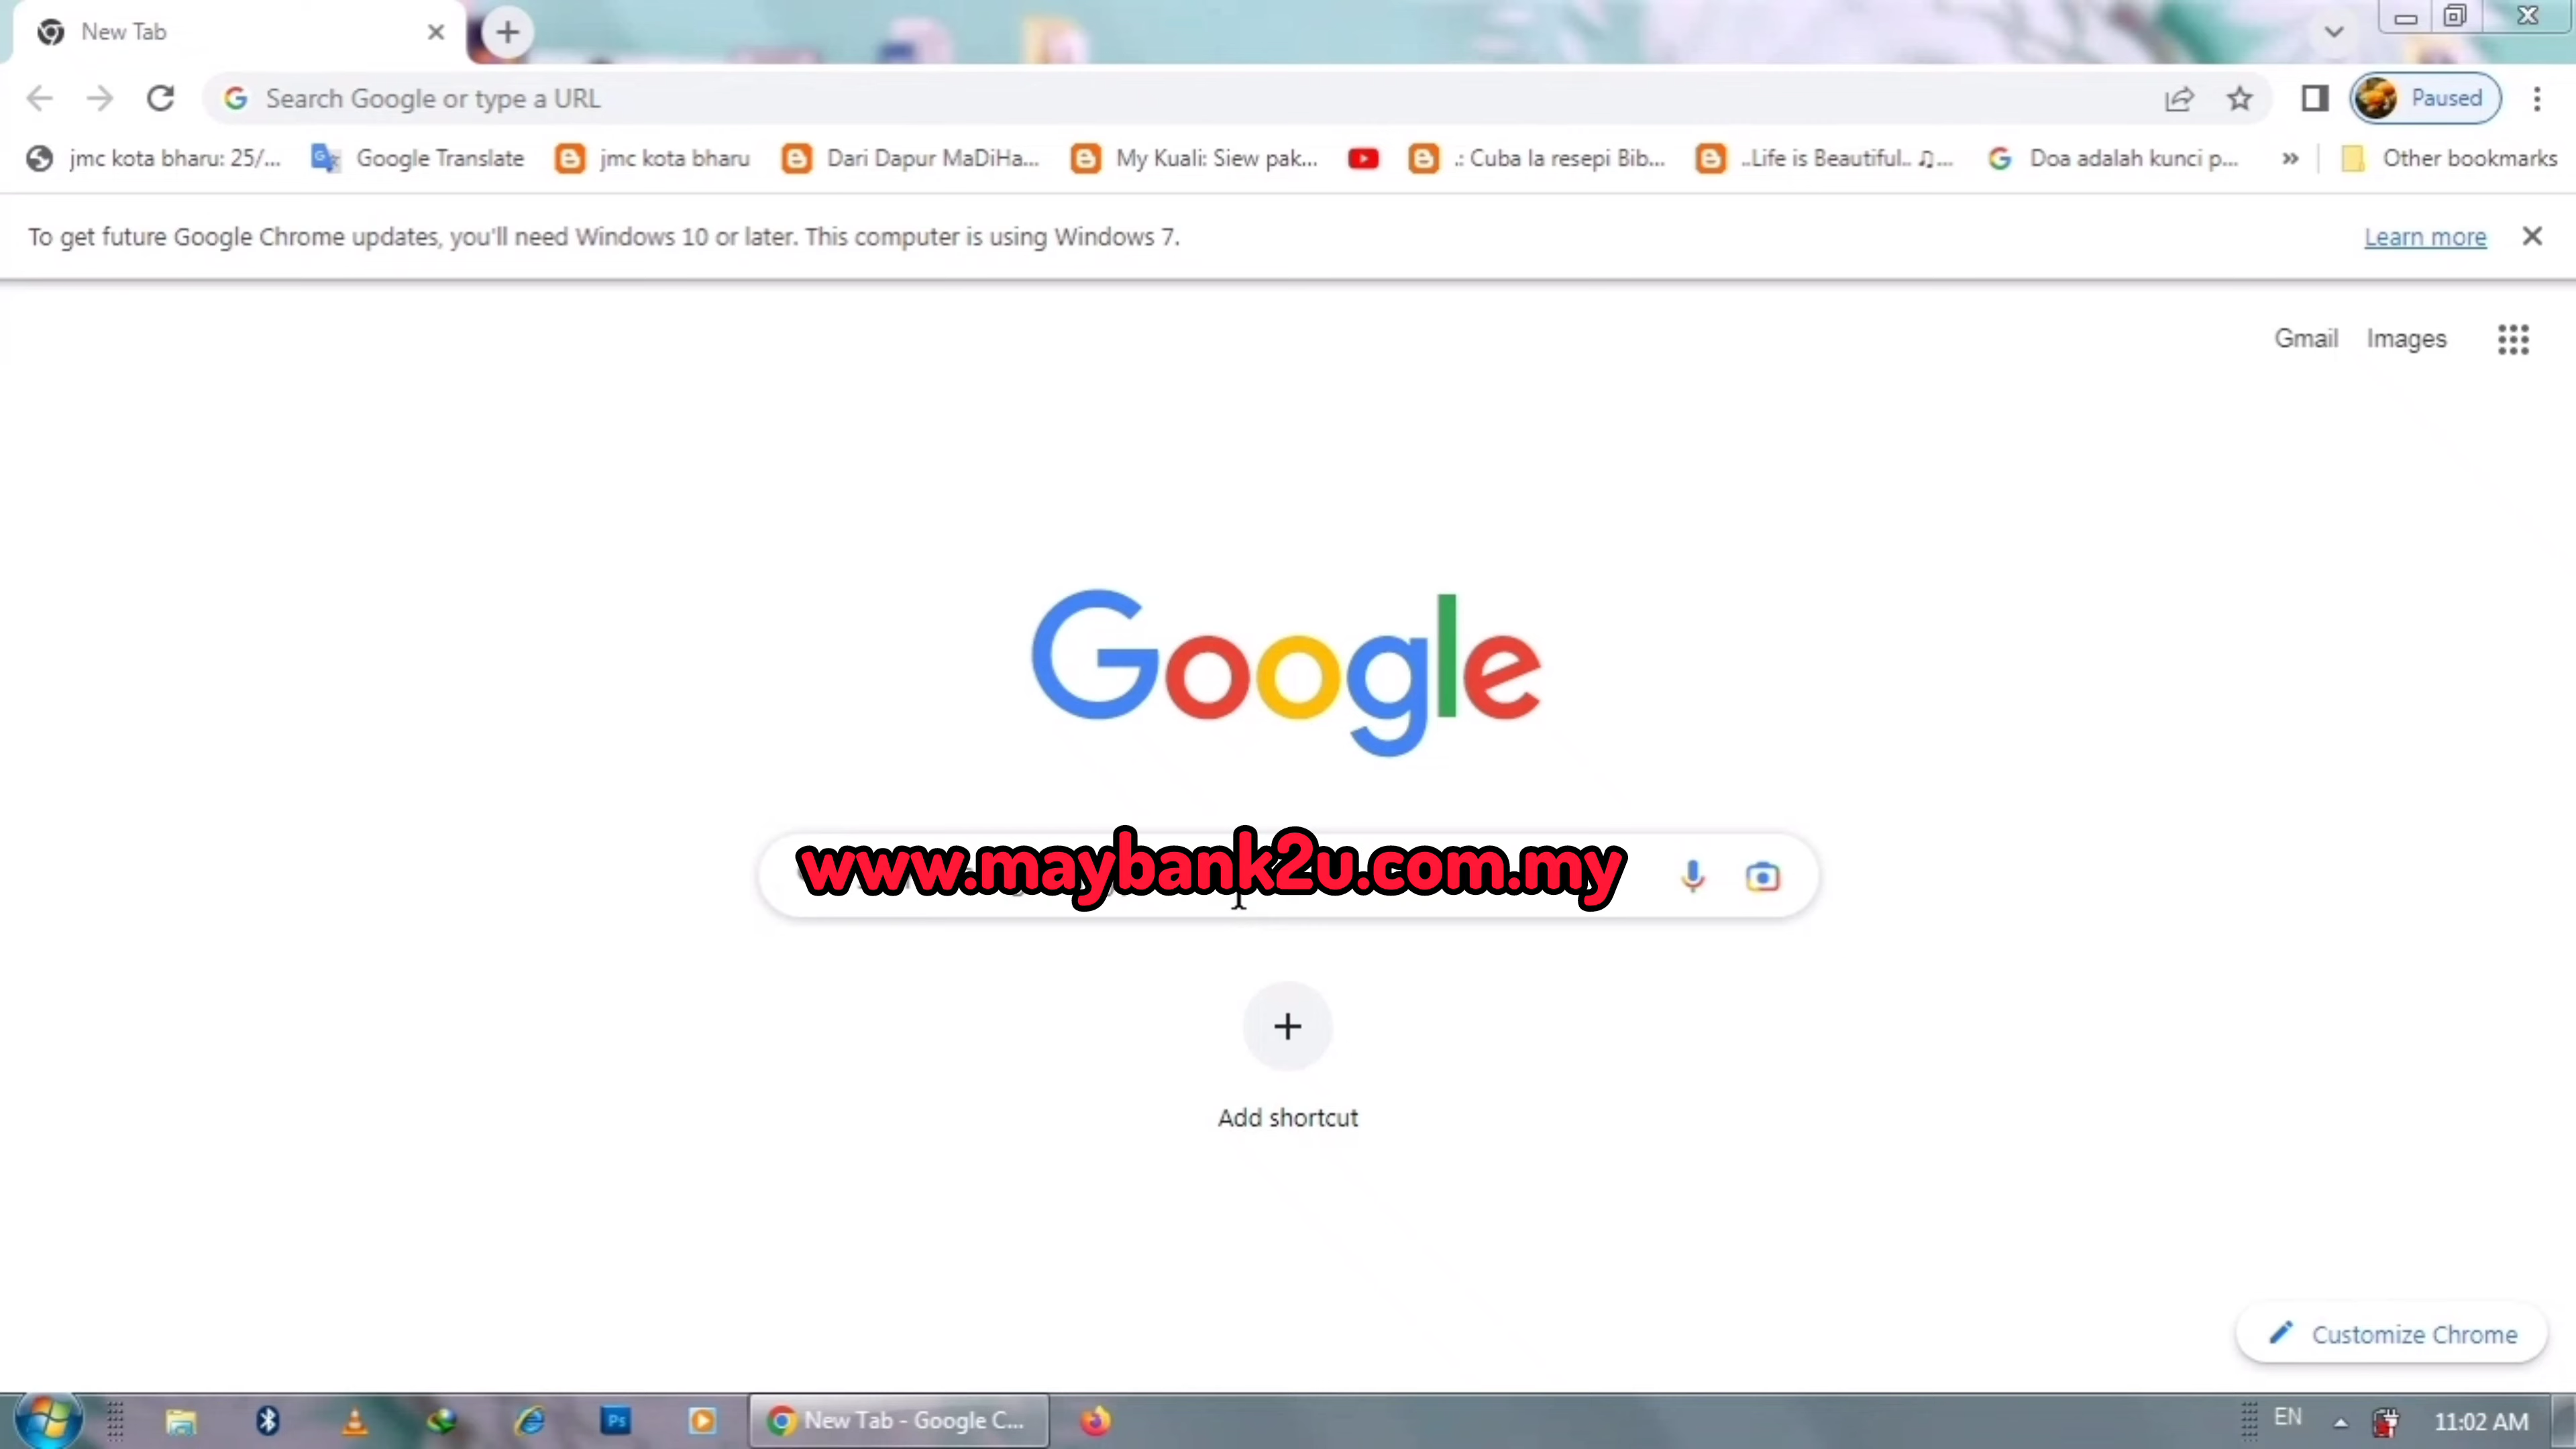 New Tab
Search Google or type a URL
Paused
jmc kota bharu: 25/...
Google Translate
jmc kota bharu
Dari Dapur MaDiHa...
My Kuali: Siew pak...
.: Cuba la resepi Bib...
..Life is Beautiful.. ♫...
Doa adalah kunci p...
»
Other bookmarks
To get future Google Chrome updates, you'll need Windows 10 or later. This computer is using Windows 7.
Learn more
Gmail
Images
Google
www.maybank2u.com.my
Add shortcut
Customize Chrome
Ps
New Tab - Google C...
EN
11:02 AM